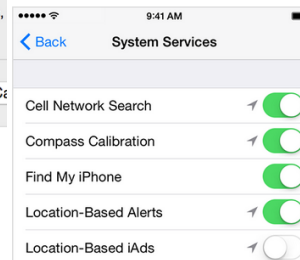 9:41 AM
Back
System Services
Cell Network Search
Compass Calibration
Find My iPhone
Location-Based Alerts
Location-Based iAds